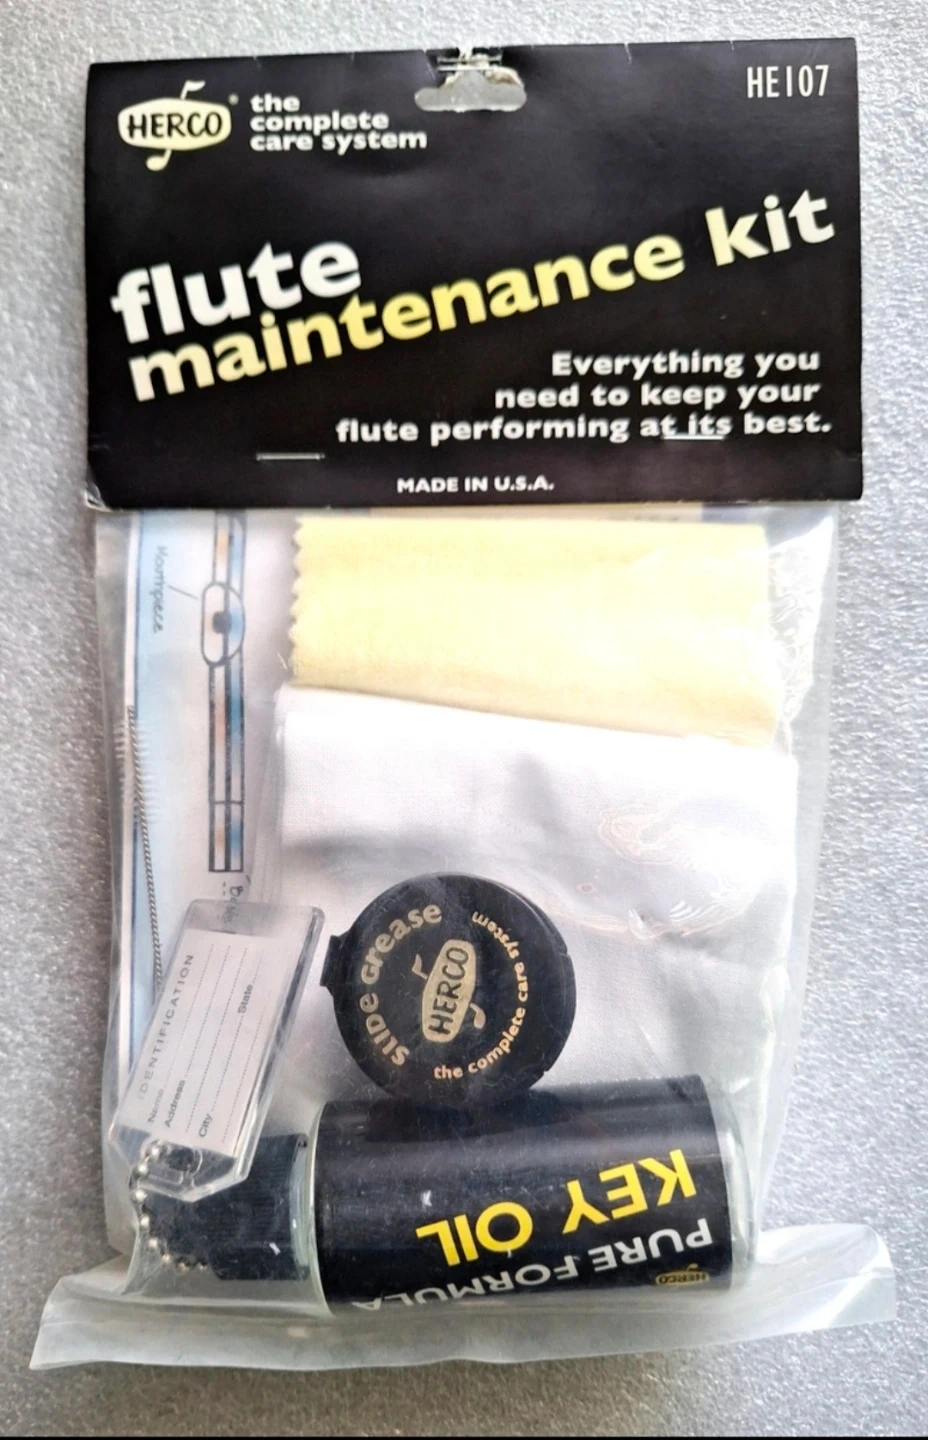 HERCO®
the
complete
care system
HE107
flute
maintenance kit
Everything you
need to keep your
flute performing at its best.
MADE IN U.S.A.
IDENTIFICATION
Name
Address
City
State
SLIDE GREASE
HERCO
the complete care system
KEY OIL
PURE FORMULA
HERCO